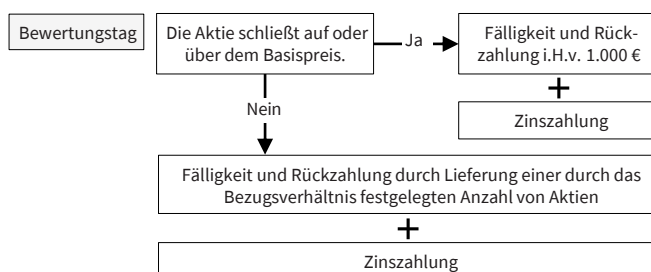 Bewertungstag
Die Aktie schließt auf oder
über dem Basispreis.
Ja
Fälligkeit und Rück-
zahlung i.H.v. 1.000 €
+
Zinszahlung
Nein
Fälligkeit und Rückzahlung durch Lieferung einer durch das
Bezugsverhältnis festgelegten Anzahl von Aktien
+
Zinszahlung